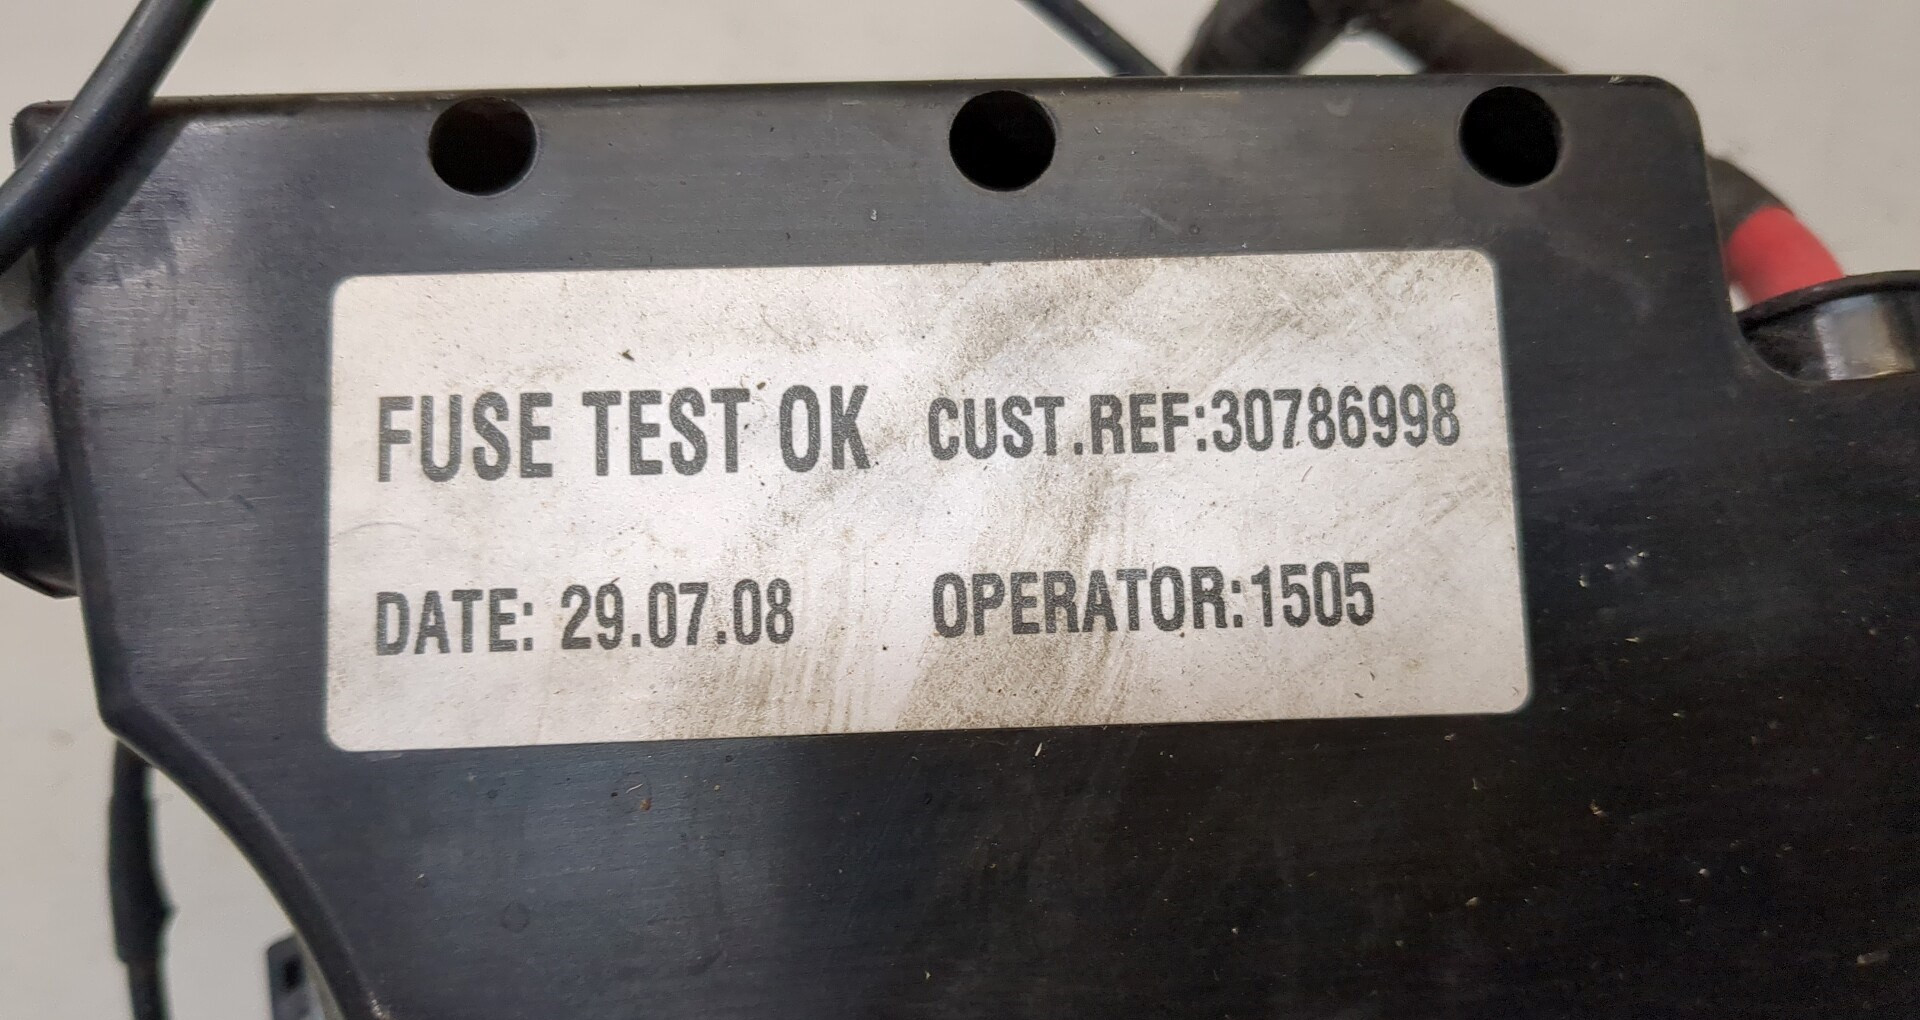 FUSE TEST OK CUST.REF:30786998
DATE: 29.07.08 OPERATOR:1505